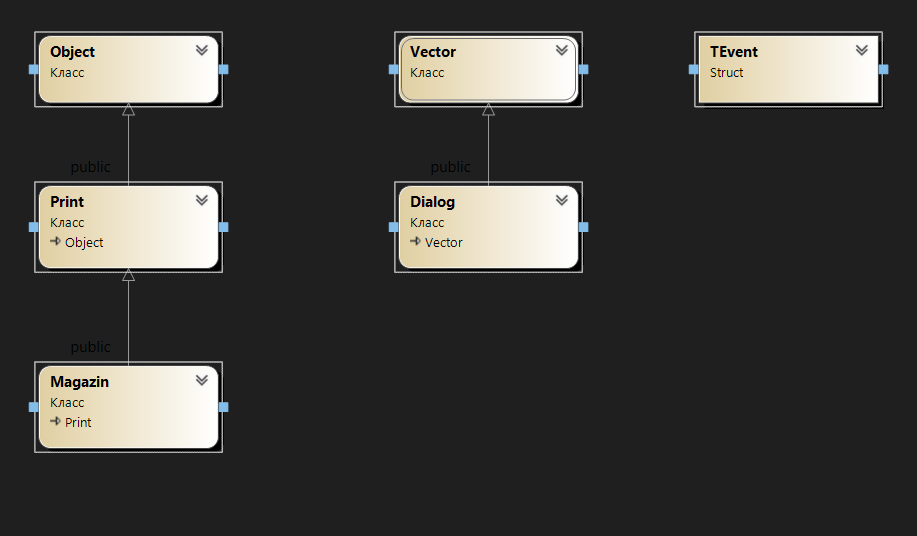 Object
Класс
public
Print
Класс
Object
public
Magazin
Класс
Print
Vector
Класс
public
Dialog
Класс
Vector
TEvent
Struct